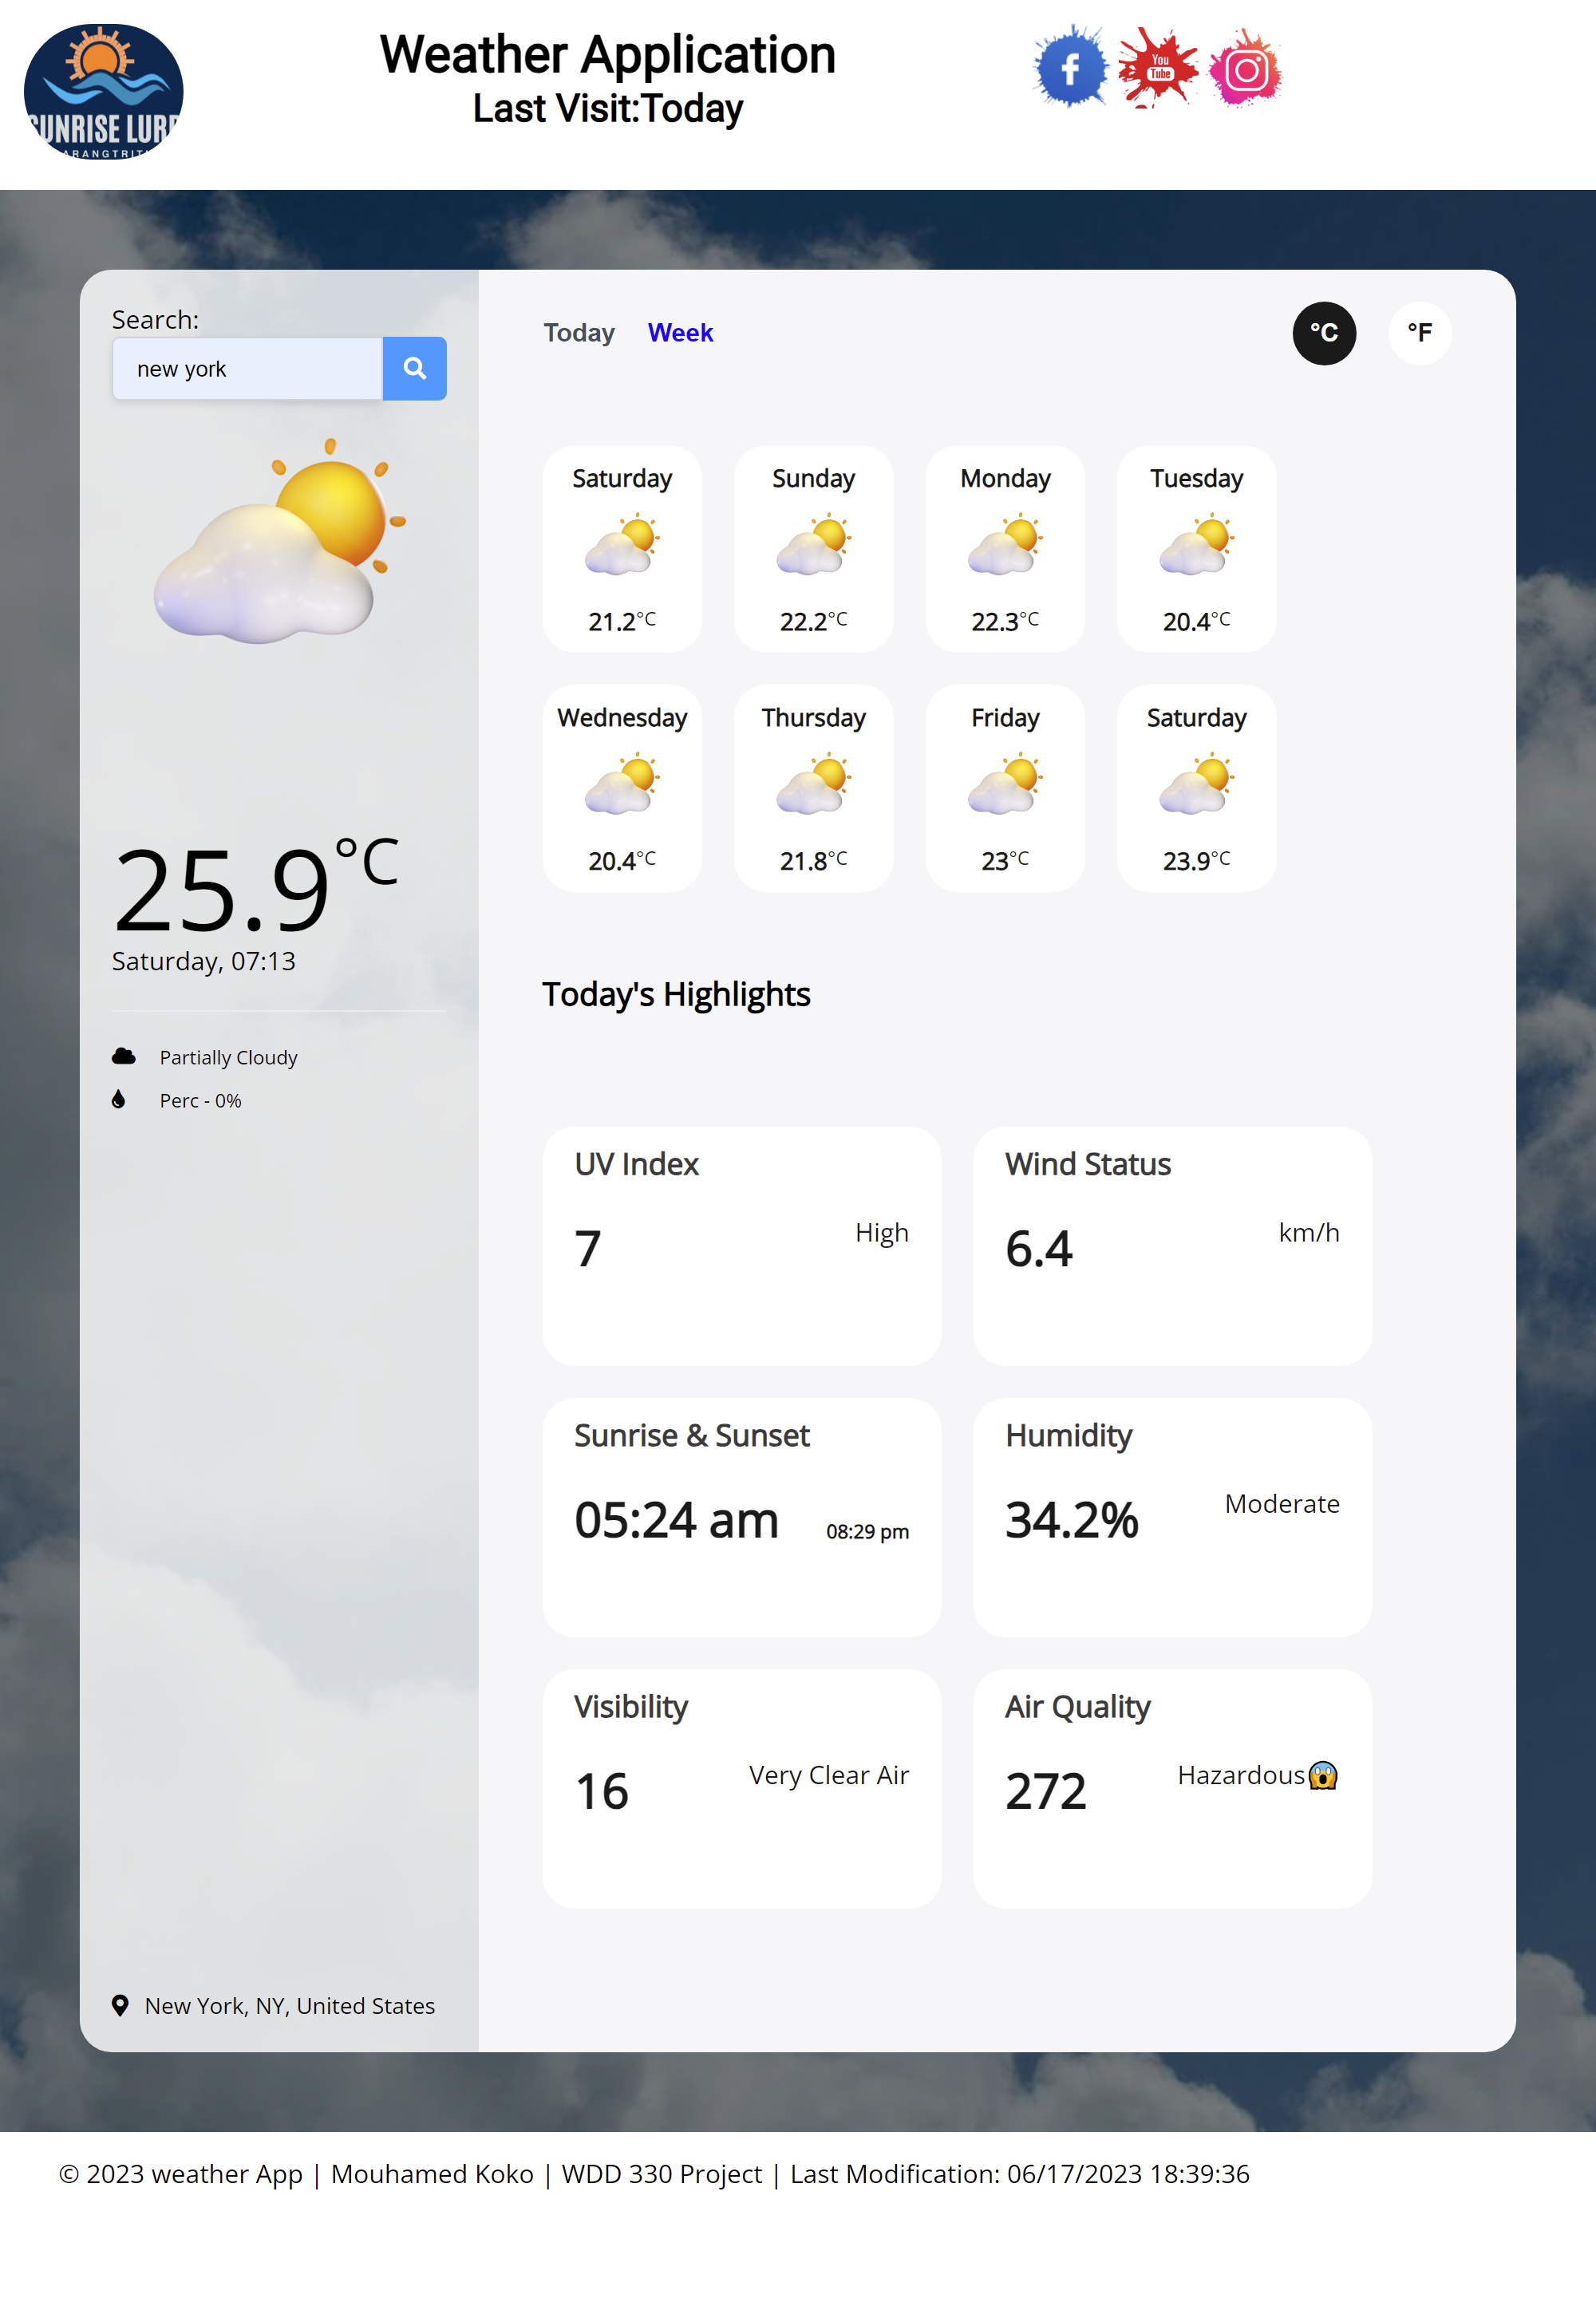 SUNRISE LURE
Weather Application
Last Visit:Today
You
Tube
Search:
new york
25.9°C
Saturday, 07:13
Partially Cloudy
Perc - 0%
New York, NY, United States
Today Week
°C °F
Saturday Sunday Monday Tuesday
21.2°C 22.2°C 22.3°C 20.4°C
Wednesday Thursday Friday Saturday
20.4°C 21.8°C 23°C 23.9°C
Today's Highlights
UV Index
7 High
Wind Status
6.4 km/h
Sunrise & Sunset
05:24 am 08:29 pm
Humidity
34.2% Moderate
Visibility
16 Very Clear Air
Air Quality
272 Hazardous😱
© 2023 weather App | Mouhamed Koko | WDD 330 Project | Last Modification: 06/17/2023 18:39:36